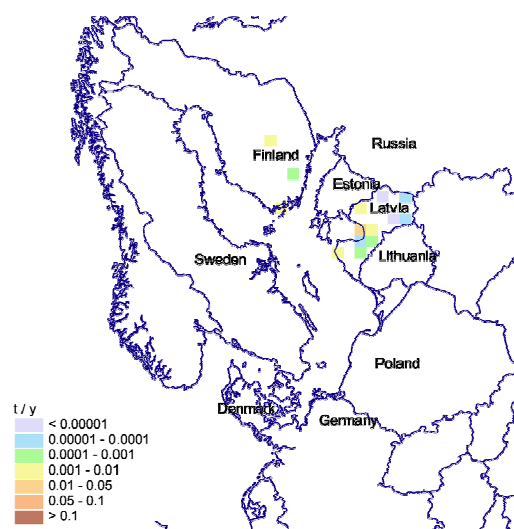 Russia
Finland
Estonia
Latvia
Lithuania
Sweden
Poland
Denmark
Germany
t / y
< 0.00001
0.00001 - 0.0001
0.0001 - 0.001
0.001 - 0.01
0.01 - 0.05
0.05 - 0.1
> 0.1